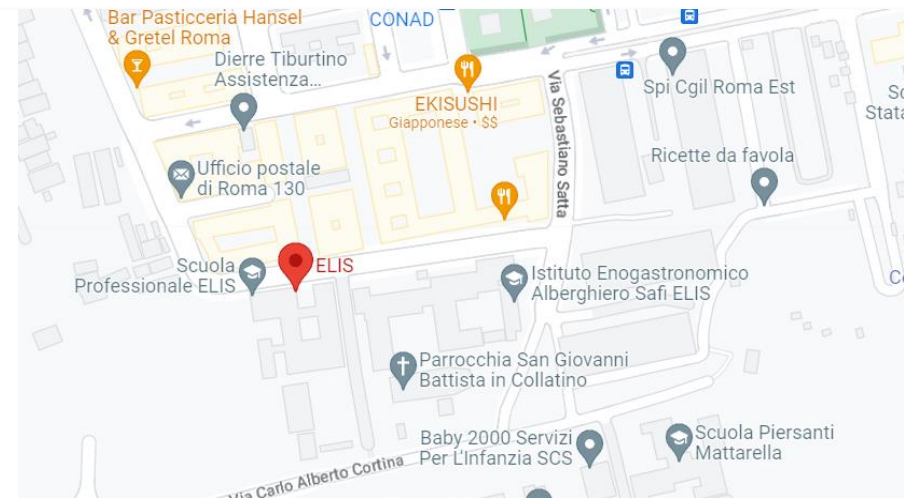 Bar Pasticceria Hansel
& Gretel Roma
CONAD
Dierre Tiburtino
Assistenza...
EKISUSHI
Giapponese • $$
Via Sebastiano Satta
Spi Cgil Roma Est
Stata
Ricette da favola
Ufficio postale
di Roma 130
Scuola
Professionale ELIS
ELIS
Istituto Enogastronomico
Alberghiero Safi ELIS
Parrocchia San Giovanni
Battista in Collatino
Baby 2000 Servizi
Per L'Infanzia SCS
Scuola Piersanti
Mattarella
Via Carlo Alberto Cortina